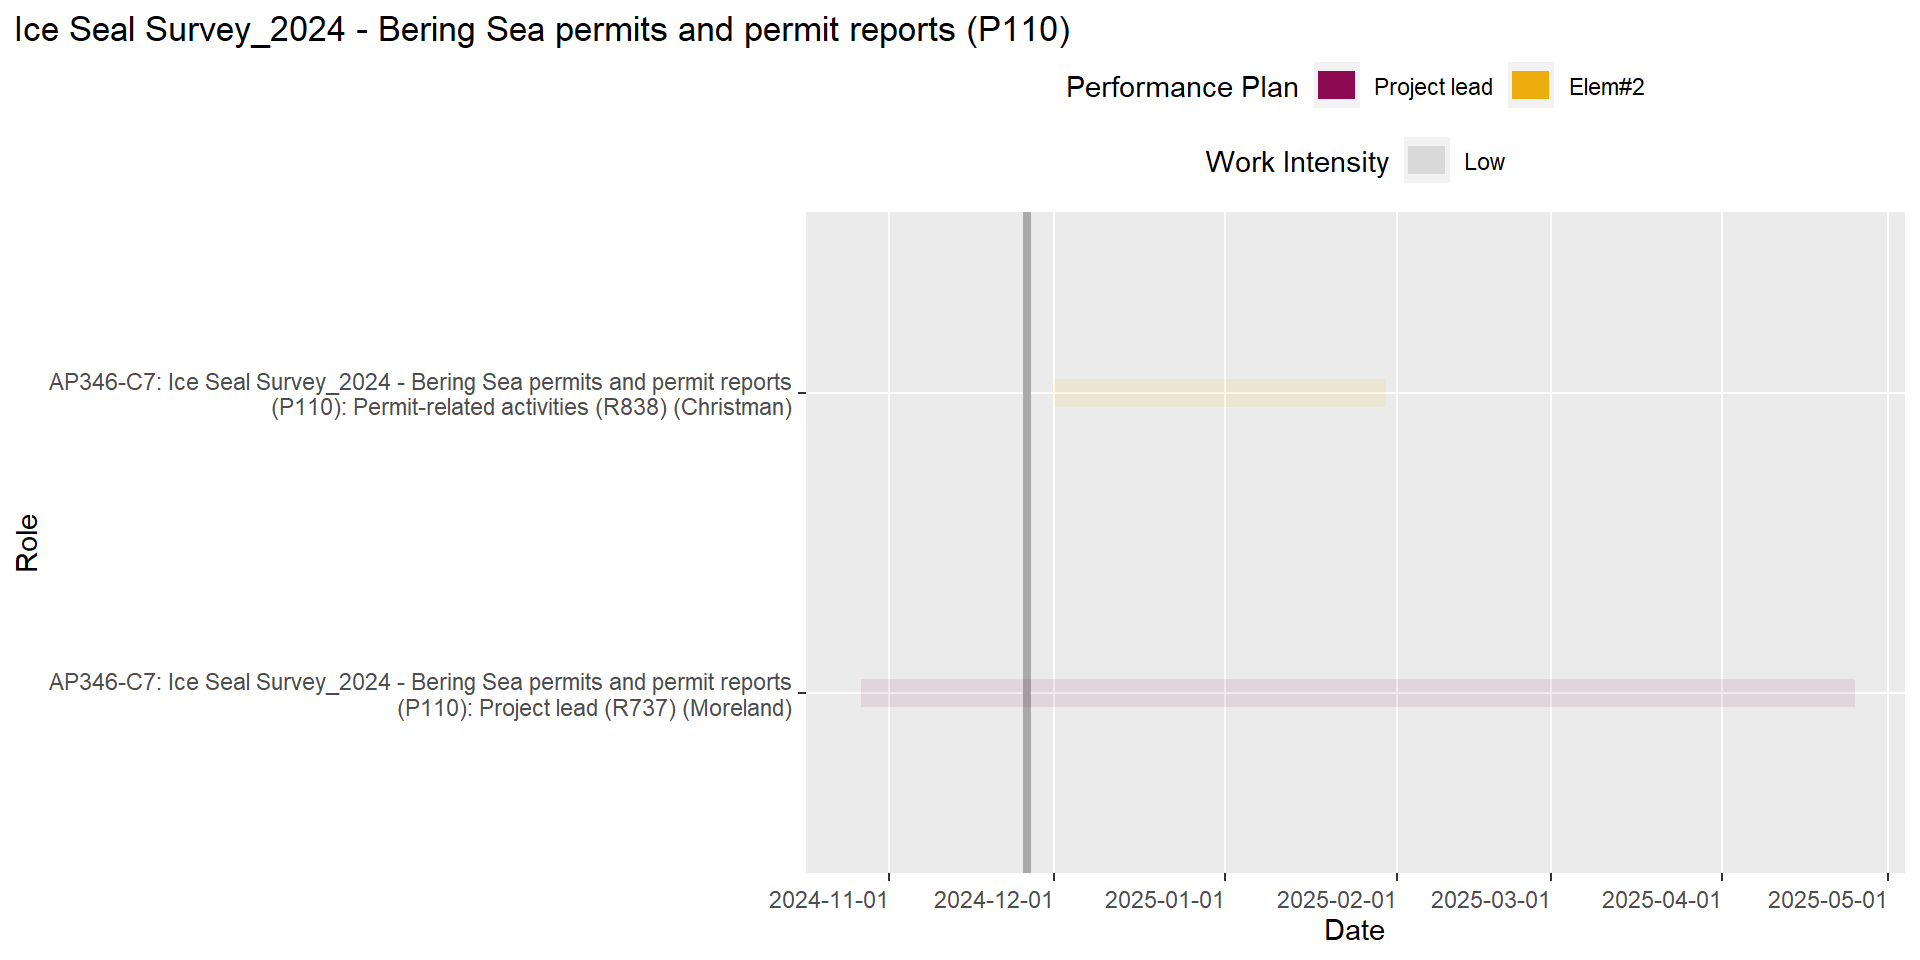 Ice Seal Survey_2024 - Bering Sea permits and permit reports (P110)
Performance Plan Project lead Elem#2
Work Intensity Low
AP346-C7: Ice Seal Survey_2024 - Bering Sea permits and permit reports
(P110): Permit-related activities (R838) (Christman)
Role
AP346-C7: Ice Seal Survey_2024 - Bering Sea permits and permit reports
(P110): Project lead (R737) (Moreland)
2024-11-01 2024-12-01 2025-01-01 2025-02-01 2025-03-01 2025-04-01 2025-05-01
Date